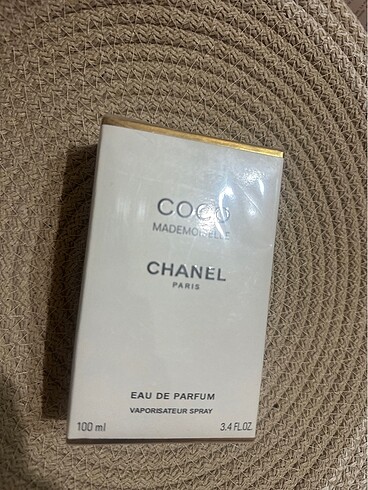 COCO
MADEMOISELLE
CHANEL
PARIS
EAU DE PARFUM
VAPORISATEUR SPRAY
100 ml 3.4 FL.OZ.